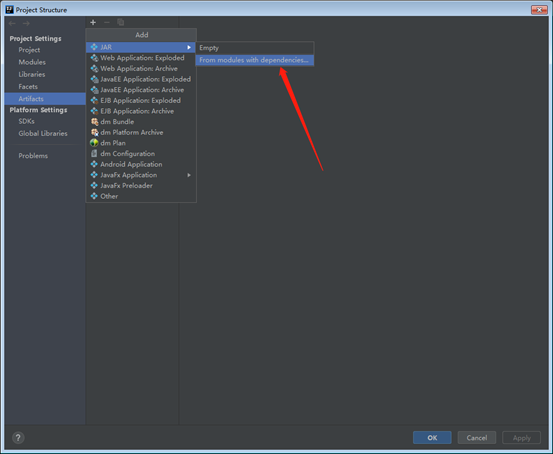 Project Structure
Project Settings
Project
Modules
Libraries
Facets
Artifacts
Platform Settings
SDKs
Global Libraries
Problems
Add
JAR
Web Application: Exploded
Web Application: Archive
JavaEE Application: Exploded
JavaEE Application: Archive
EJB Application: Exploded
EJB Application: Archive
dm Bundle
dm Platform Archive
dm Plan
dm Configuration
Android Application
JavaFx Application
JavaFx Preloader
Other
Empty
From modules with dependencies...
?
OK
Cancel
Apply